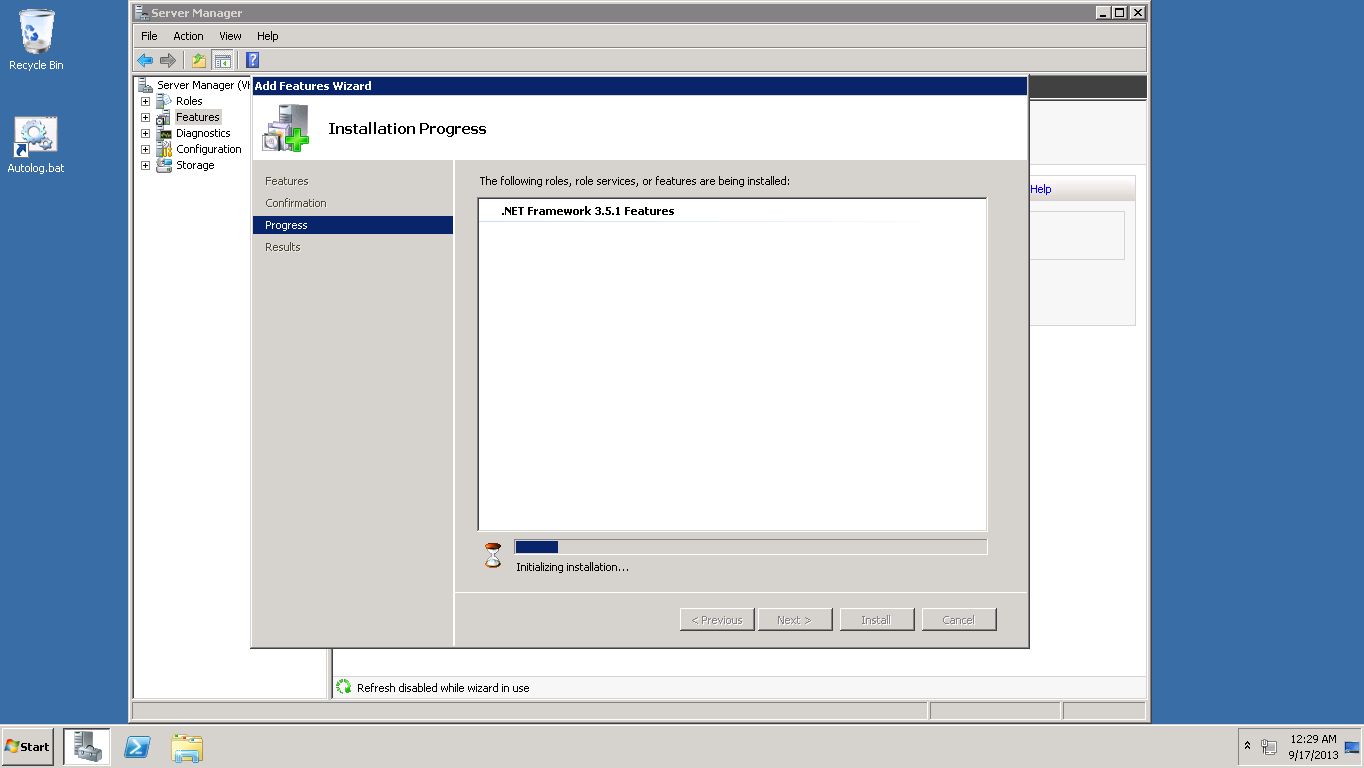 Recycle Bin
Autolog.bat
Server Manager
File Action View Help
Server Manager (VH
Roles
Features
Diagnostics
Configuration
Storage
Add Features Wizard
Installation Progress
Features
Confirmation
Progress
Results
The following roles, role services, or features are being installed:
.NET Framework 3.5.1 Features
Initializing installation...
< Previous Next > Install Cancel
Help
Refresh disabled while wizard in use
Start
12:29 AM
9/17/2013